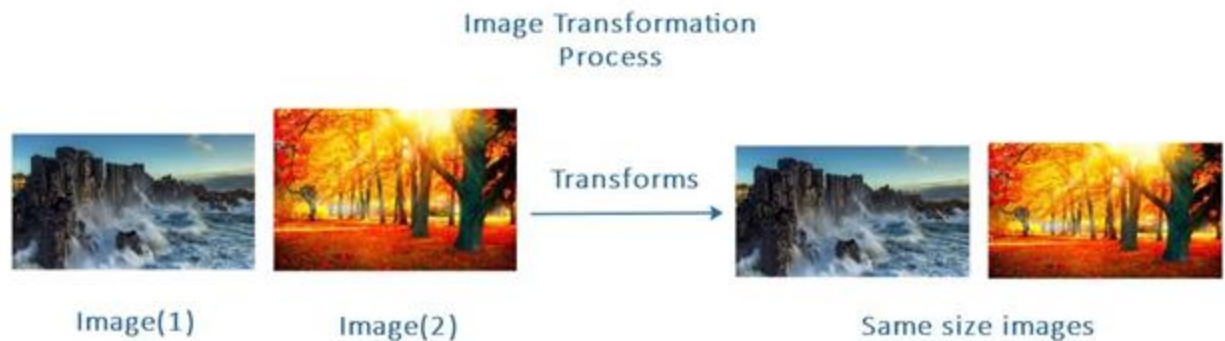 Image Transformation
Process
Transforms
Image(1)
Image(2)
Same size images